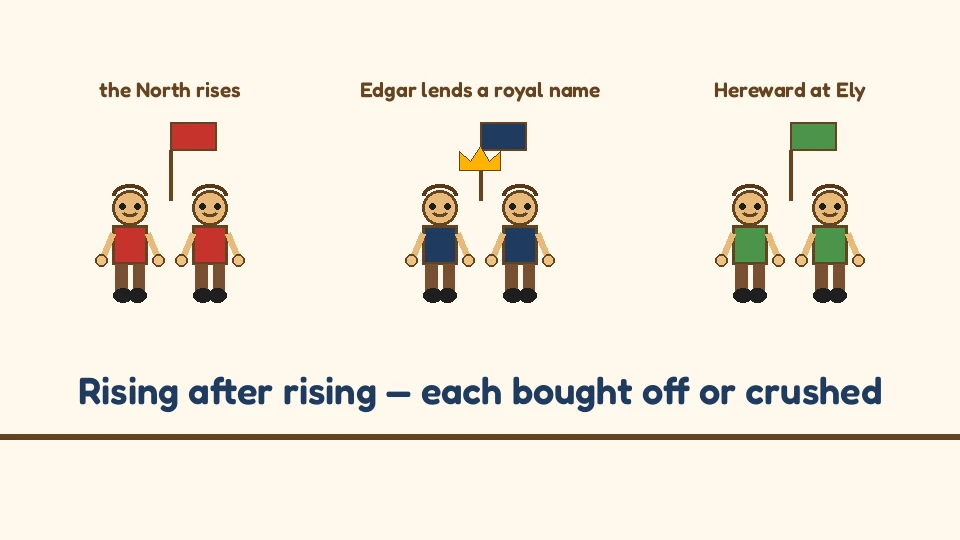 the North rises
Edgar lends a royal name
Hereward at Ely
Rising after rising — each bought off or crushed